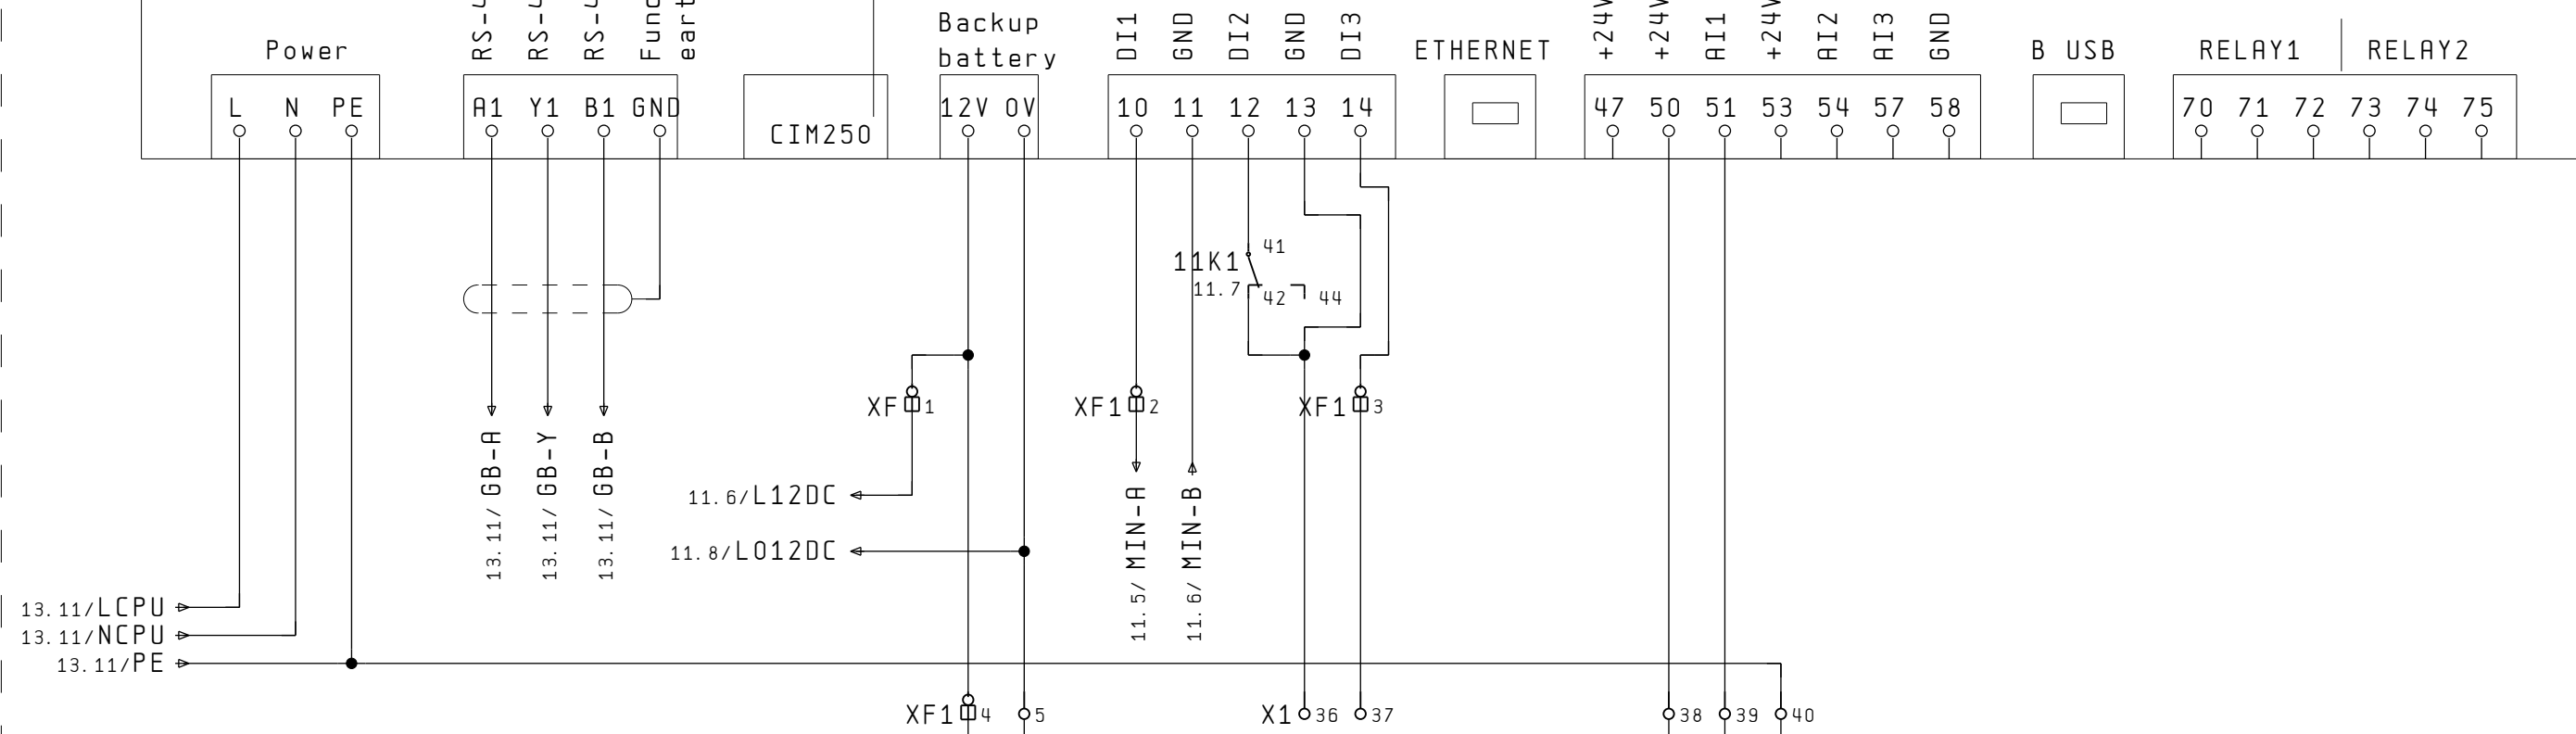 Power
Backup
battery
DI1
GND
DI2
GND
DI3
ETHERNET
AI1
AI2
AI3
GND
B USB
RELAY1
RELAY2
L N PE
A1 Y1 B1 GND
CIM250
12V 0V
10 11 12 13 14
47 50 51 53 54 57 58
70 71 72 73 74 75
41
11K1
11.7
42
44
XF 1
XF1 2
XF1 3
13.11/ GB-A
13.11/ GB-Y
13.11/ GB-B
11.6/L12DC
11.8/L012DC
11.5/ MIN-A
11.6/ MIN-B
13.11/LCPU
13.11/NCPU
13.11/PE
XF1 4 5
X1 36 37
38 39 40